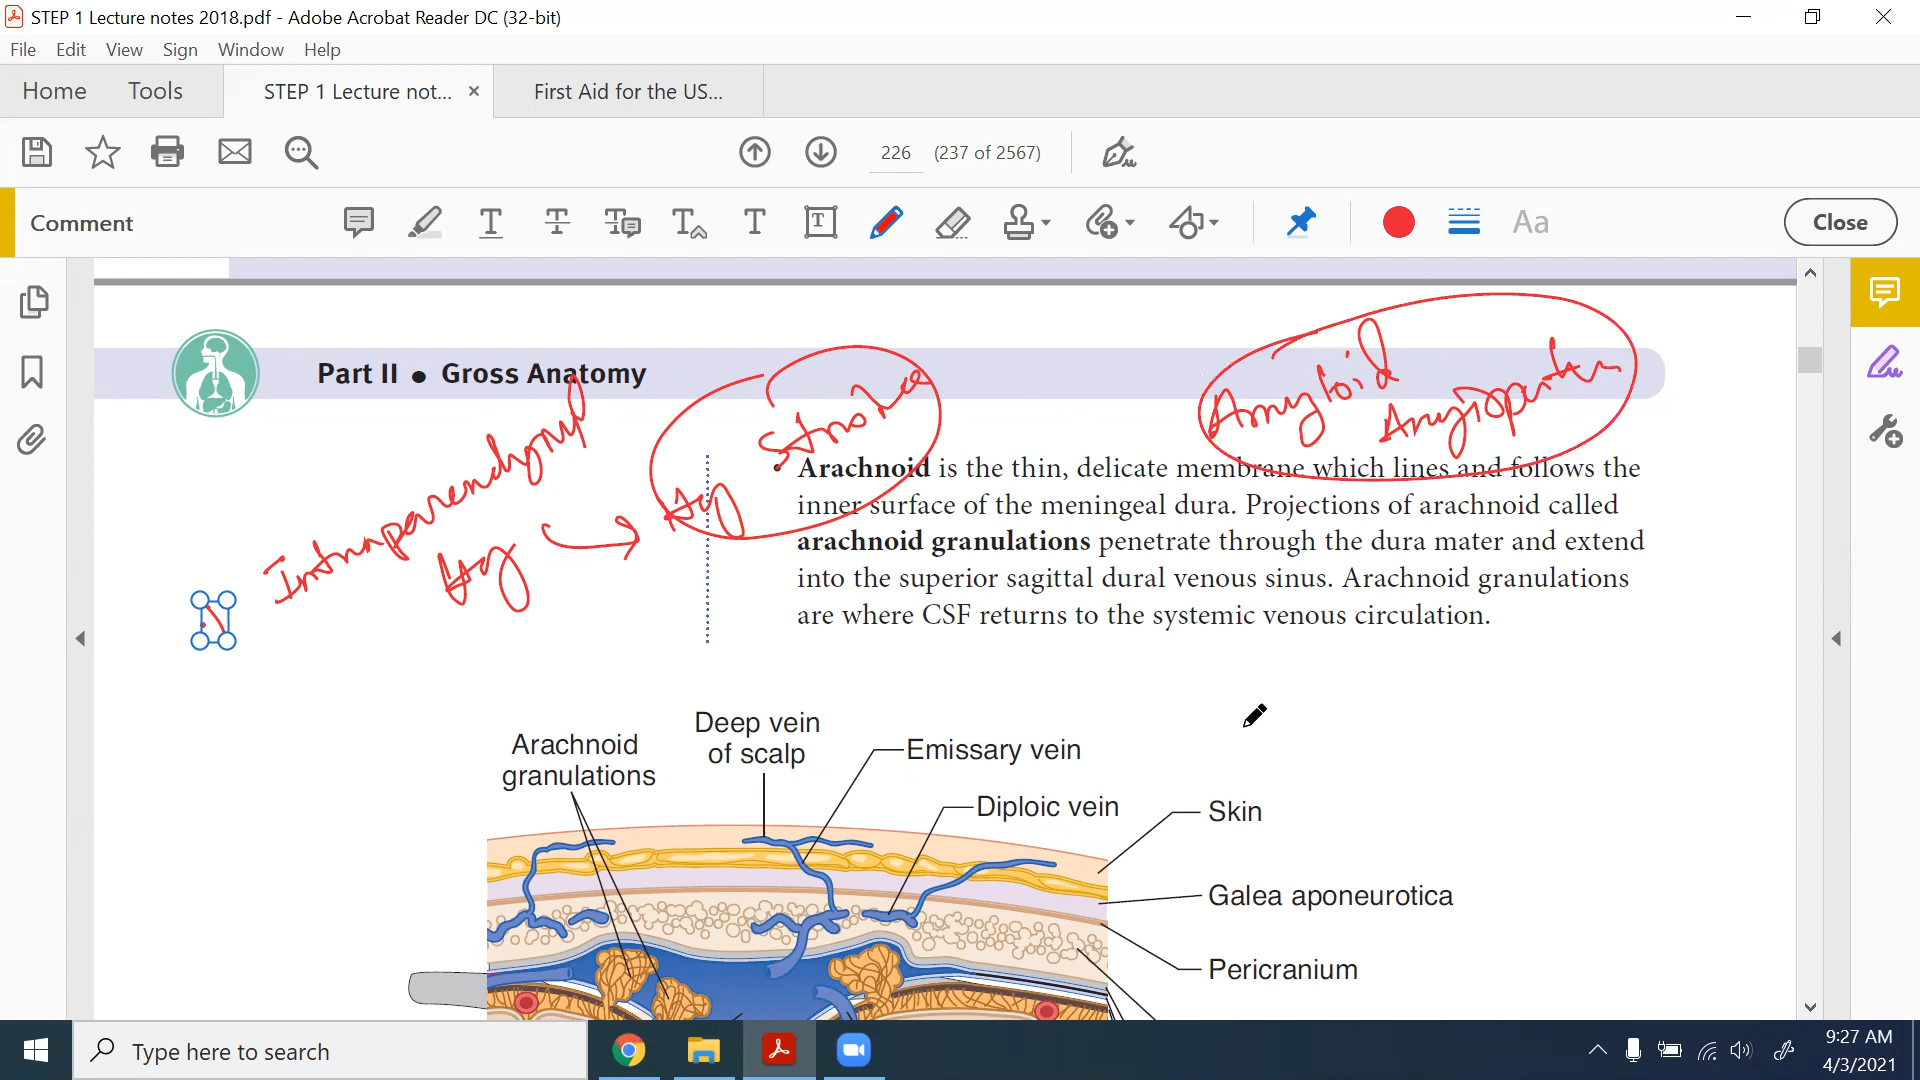 STEP 1 Lecture notes 2018.pdf - Adobe Acrobat Reader DC (32-bit)
File Edit View Sign Window Help
Home Tools STEP 1 Lecture not... × First Aid for the US...
226 (237 of 2567)
Comment Aa Close
Part II ● Gross Anatomy
Amyloid
Stroke
Intraparenchymal
Hg → Hg
• Arachnoid is the thin, delicate membrane which lines and follows the
inner surface of the meningeal dura. Projections of arachnoid called
arachnoid granulations penetrate through the dura mater and extend
into the superior sagittal dural venous sinus. Arachnoid granulations
are where CSF returns to the systemic venous circulation.
Arachnoid
granulations
Deep vein
of scalp
Emissary vein
Diploic vein
Skin
Galea aponeurotica
Pericranium
Type here to search
9:27 AM
4/3/2021